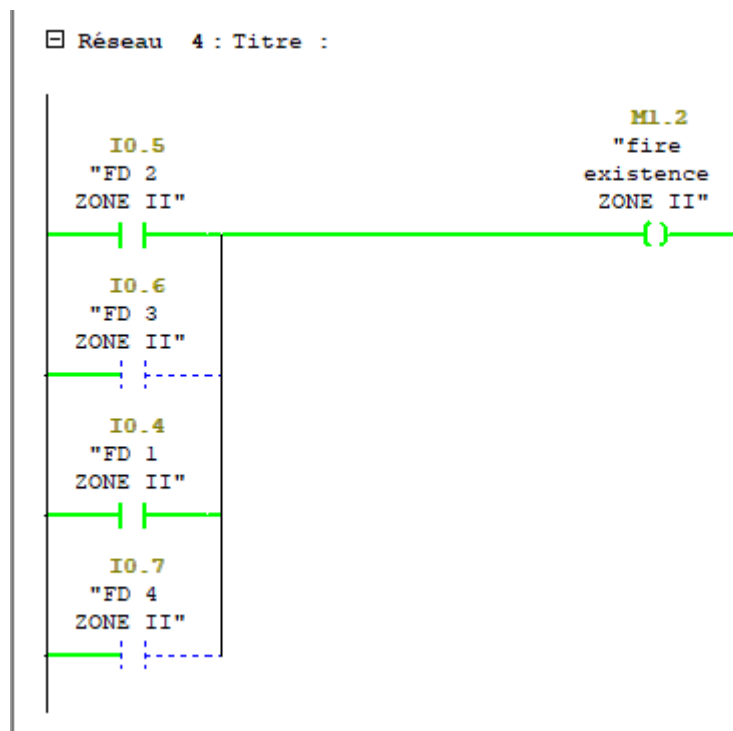 Réseau 4 : Titre :
M1.2
"fire
existence
ZONE II"
I0.5
"FD 2
ZONE II"
I0.6
"FD 3
ZONE II"
I0.4
"FD 1
ZONE II"
I0.7
"FD 4
ZONE II"